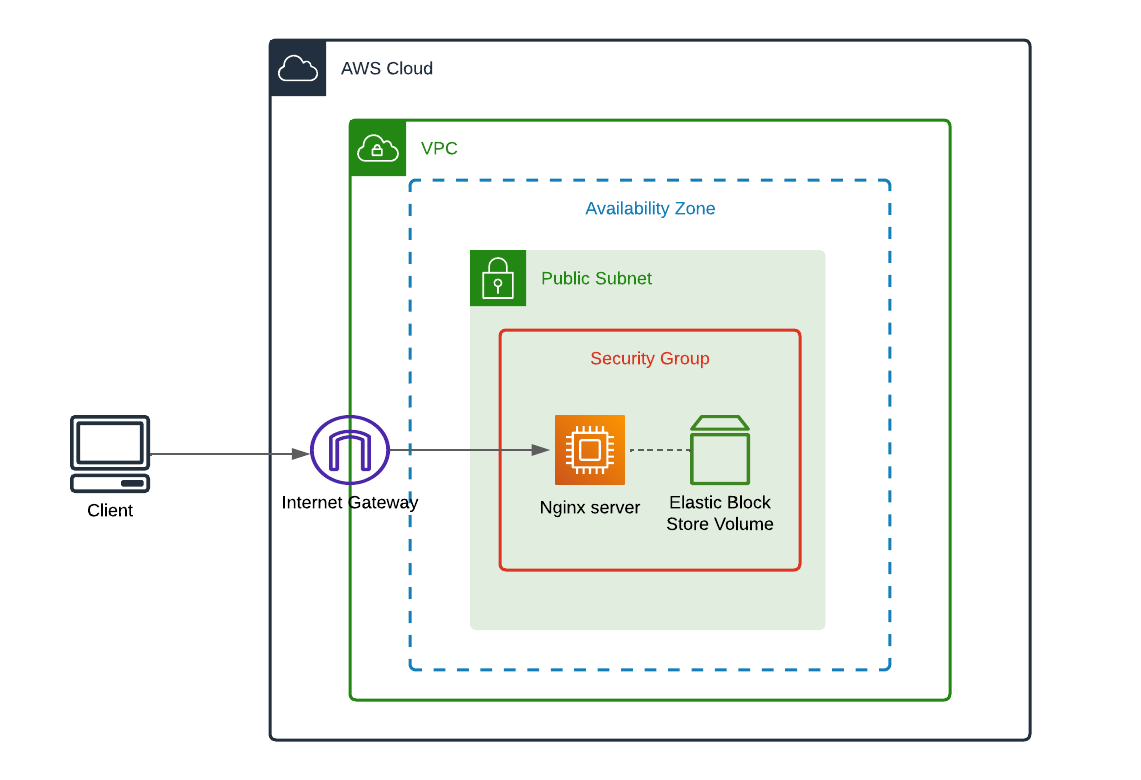 AWS Cloud
VPC
Availability Zone
Public Subnet
Security Group
Client
Internet Gateway
Nginx server
Elastic Block
Store Volume